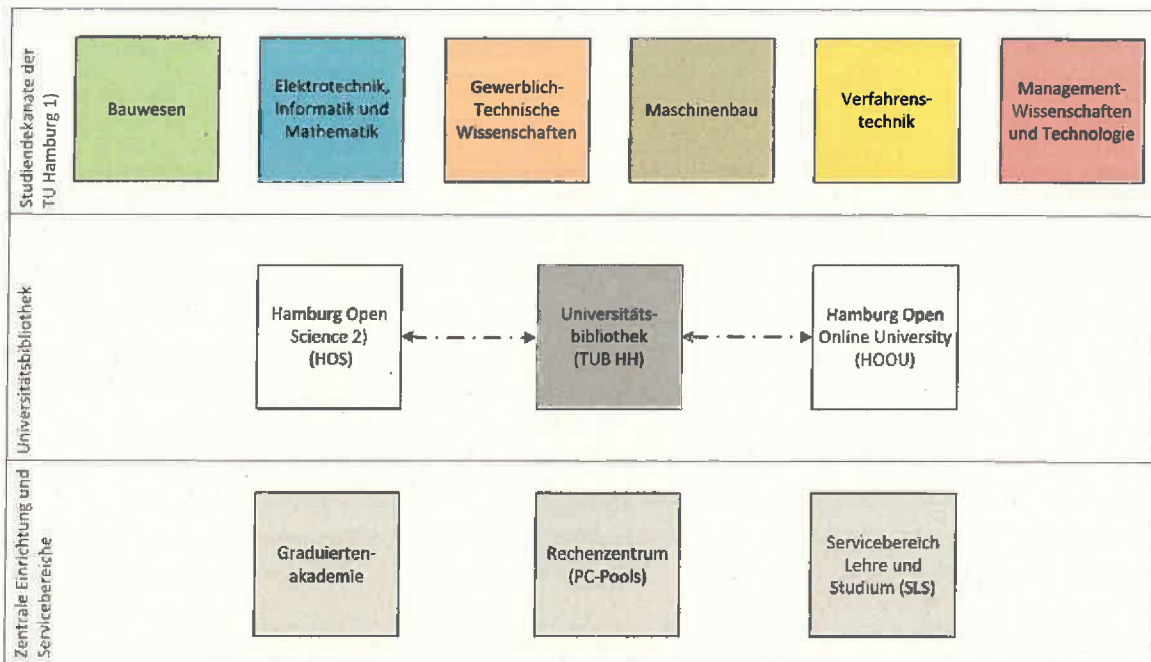 Studiendekanate der
TU Hamburg 1)
Bauwesen
Elektrotechnik,
Informatik und
Mathematik
Gewerblich-
Technische
Wissenschaften
Maschinenbau
Verfahrens-
technik
Management-
Wissenschaften
und Technologie
Universitätsbibliothek
Hamburg Open
Science 2)
(HOS)
Universitäts-
bibliothek
(TUB HH)
Hamburg Open
Online University
(HOOU)
Zentrale Einrichtung und
Servicebereiche
Graduierten-
akademie
Rechenzentrum
(PC-Pools)
Servicebereich
Lehre und
Studium (SLS)